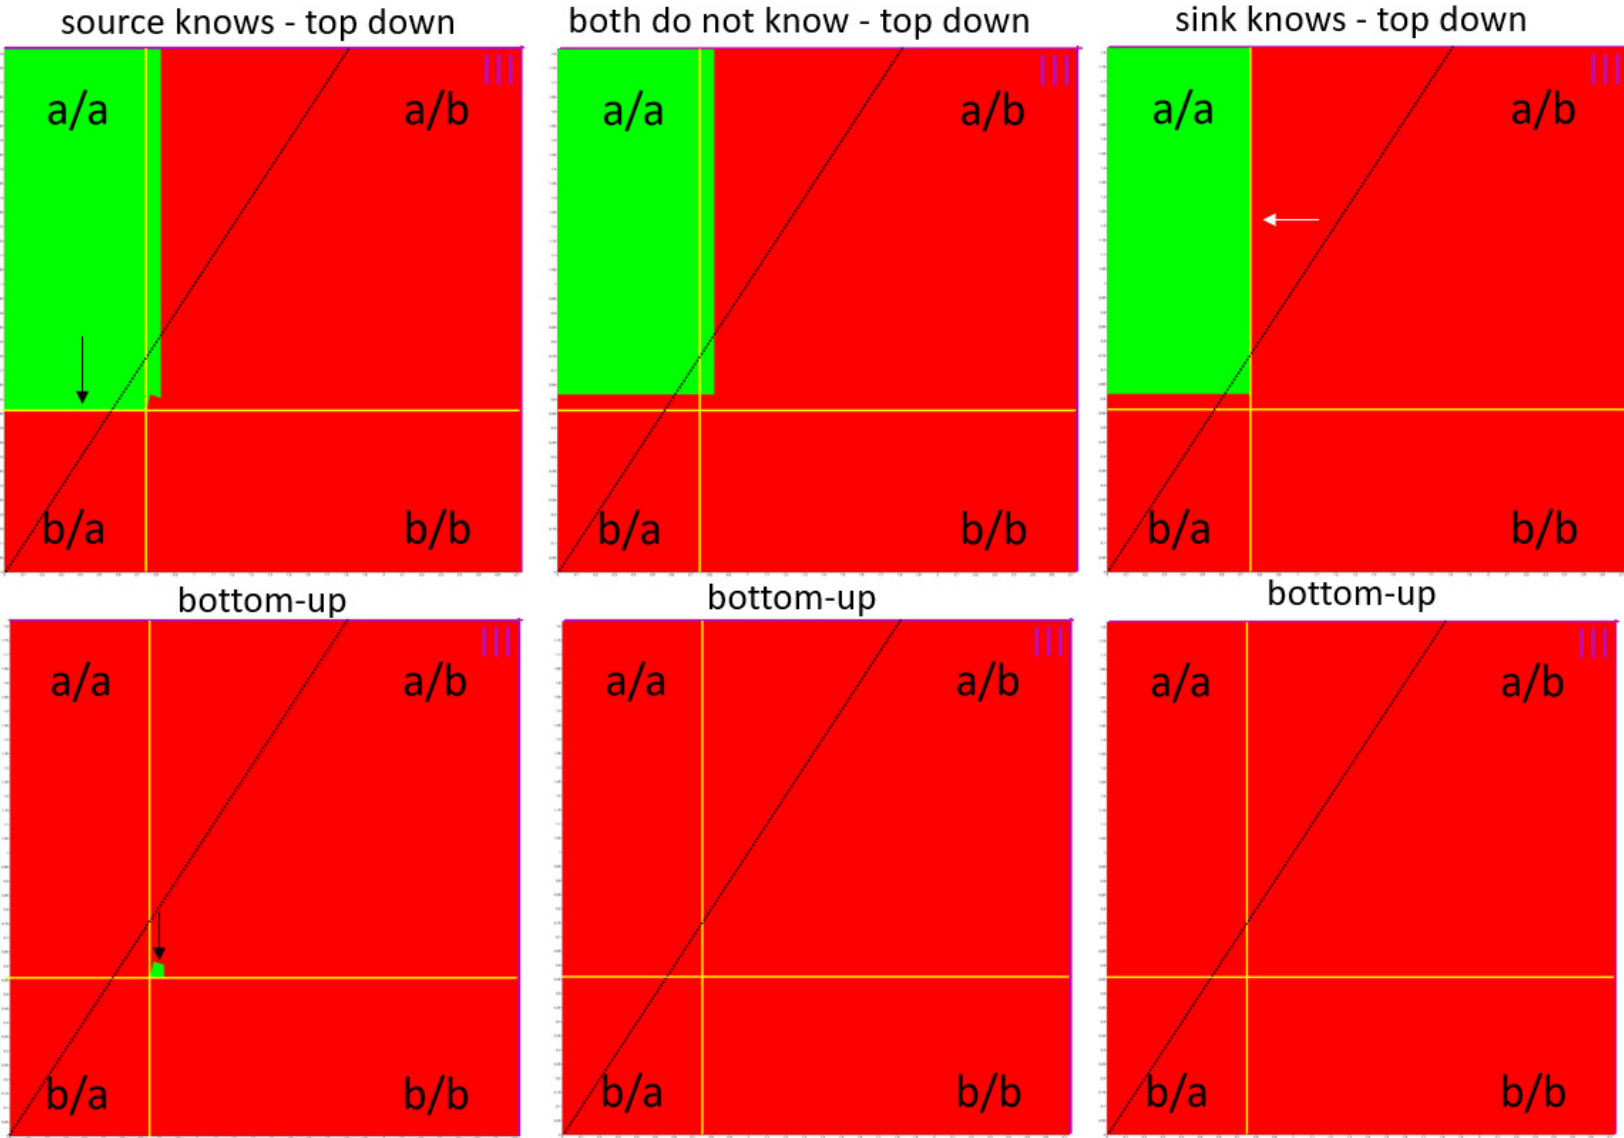 source knows - top down
both do not know - top down
sink knows - top down
a/a
a/b
a/a
a/b
a/a
a/b
b/a
b/b
b/a
b/b
b/a
b/b
bottom-up
bottom-up
bottom-up
a/a
a/b
a/a
a/b
a/a
a/b
b/a
b/b
b/a
b/b
b/a
b/b